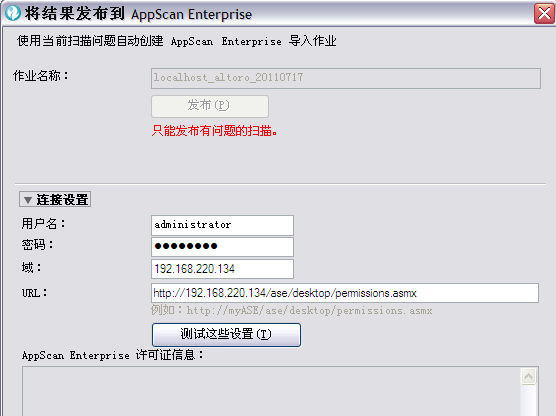 将结果发布到 AppScan Enterprise
使用当前扫描问题自动创建 AppScan Enterprise 导入作业
作业名称：
localhost_altoro_20110717
发布(P)
只能发布有问题的扫描。
▼ 连接设置
用户名：
administrator
密码：
●●●●●●●●
域：
192.168.220.134
URL：
http://192.168.220.134/ase/desktop/permissions.asmx
例如：http://myASE/ase/desktop/permissions.asmx
测试这些设置(T)
AppScan Enterprise 许可证信息：